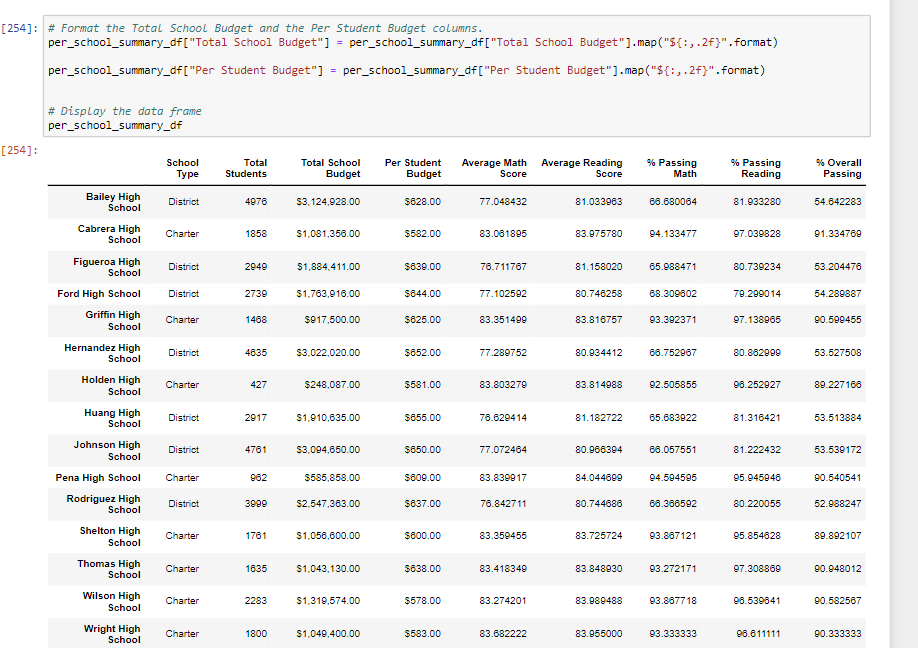 [254]: # Format the Total School Budget and the Per Student Budget columns.
per_school_summary_df["Total School Budget"] = per_school_summary_df["Total School Budget"].map("${:,.2f}".format)
per_school_summary_df["Per Student Budget"] = per_school_summary_df["Per Student Budget"].map("${:,.2f}".format)
# Display the data frame
per_school_summary_df
[254]:
School Type Total Students Total School Budget Per Student Budget Average Math Score Average Reading Score % Passing Math % Passing Reading % Overall Passing
Bailey High School District 4976 $3,124,928.00 $628.00 77.048432 81.033963 66.680064 81.933280 54.642283
Cabrera High School Charter 1858 $1,081,356.00 $582.00 83.061895 83.975780 94.133477 97.039828 91.334769
Figueroa High School District 2949 $1,884,411.00 $639.00 76.711767 81.158020 65.988471 80.739234 53.204476
Ford High School District 2739 $1,763,916.00 $644.00 77.102592 80.746258 68.309602 79.299014 54.289887
Griffin High School Charter 1468 $917,500.00 $625.00 83.351499 83.816757 93.392371 97.138965 90.599455
Hernandez High School District 4635 $3,022,020.00 $652.00 77.289752 80.934412 66.752967 80.862999 53.527508
Holden High School Charter 427 $248,087.00 $581.00 83.803279 83.814988 92.505855 96.252927 89.227166
Huang High School District 2917 $1,910,635.00 $655.00 76.629414 81.182722 65.683922 81.316421 53.513884
Johnson High School District 4761 $3,094,650.00 $650.00 77.072464 80.966394 66.057551 81.222432 53.539172
Pena High School Charter 962 $585,858.00 $609.00 83.839917 84.044699 94.594595 95.945946 90.540541
Rodriguez High School District 3999 $2,547,363.00 $637.00 76.842711 80.744686 66.366592 80.220055 52.988247
Shelton High School Charter 1761 $1,056,600.00 $600.00 83.359455 83.725724 93.867121 95.854628 89.892107
Thomas High School Charter 1635 $1,043,130.00 $638.00 83.418349 83.848930 93.272171 97.308869 90.948012
Wilson High School Charter 2283 $1,319,574.00 $578.00 83.274201 83.989488 93.867718 96.539641 90.582567
Wright High School Charter 1800 $1,049,400.00 $583.00 83.682222 83.955000 93.333333 96.611111 90.333333